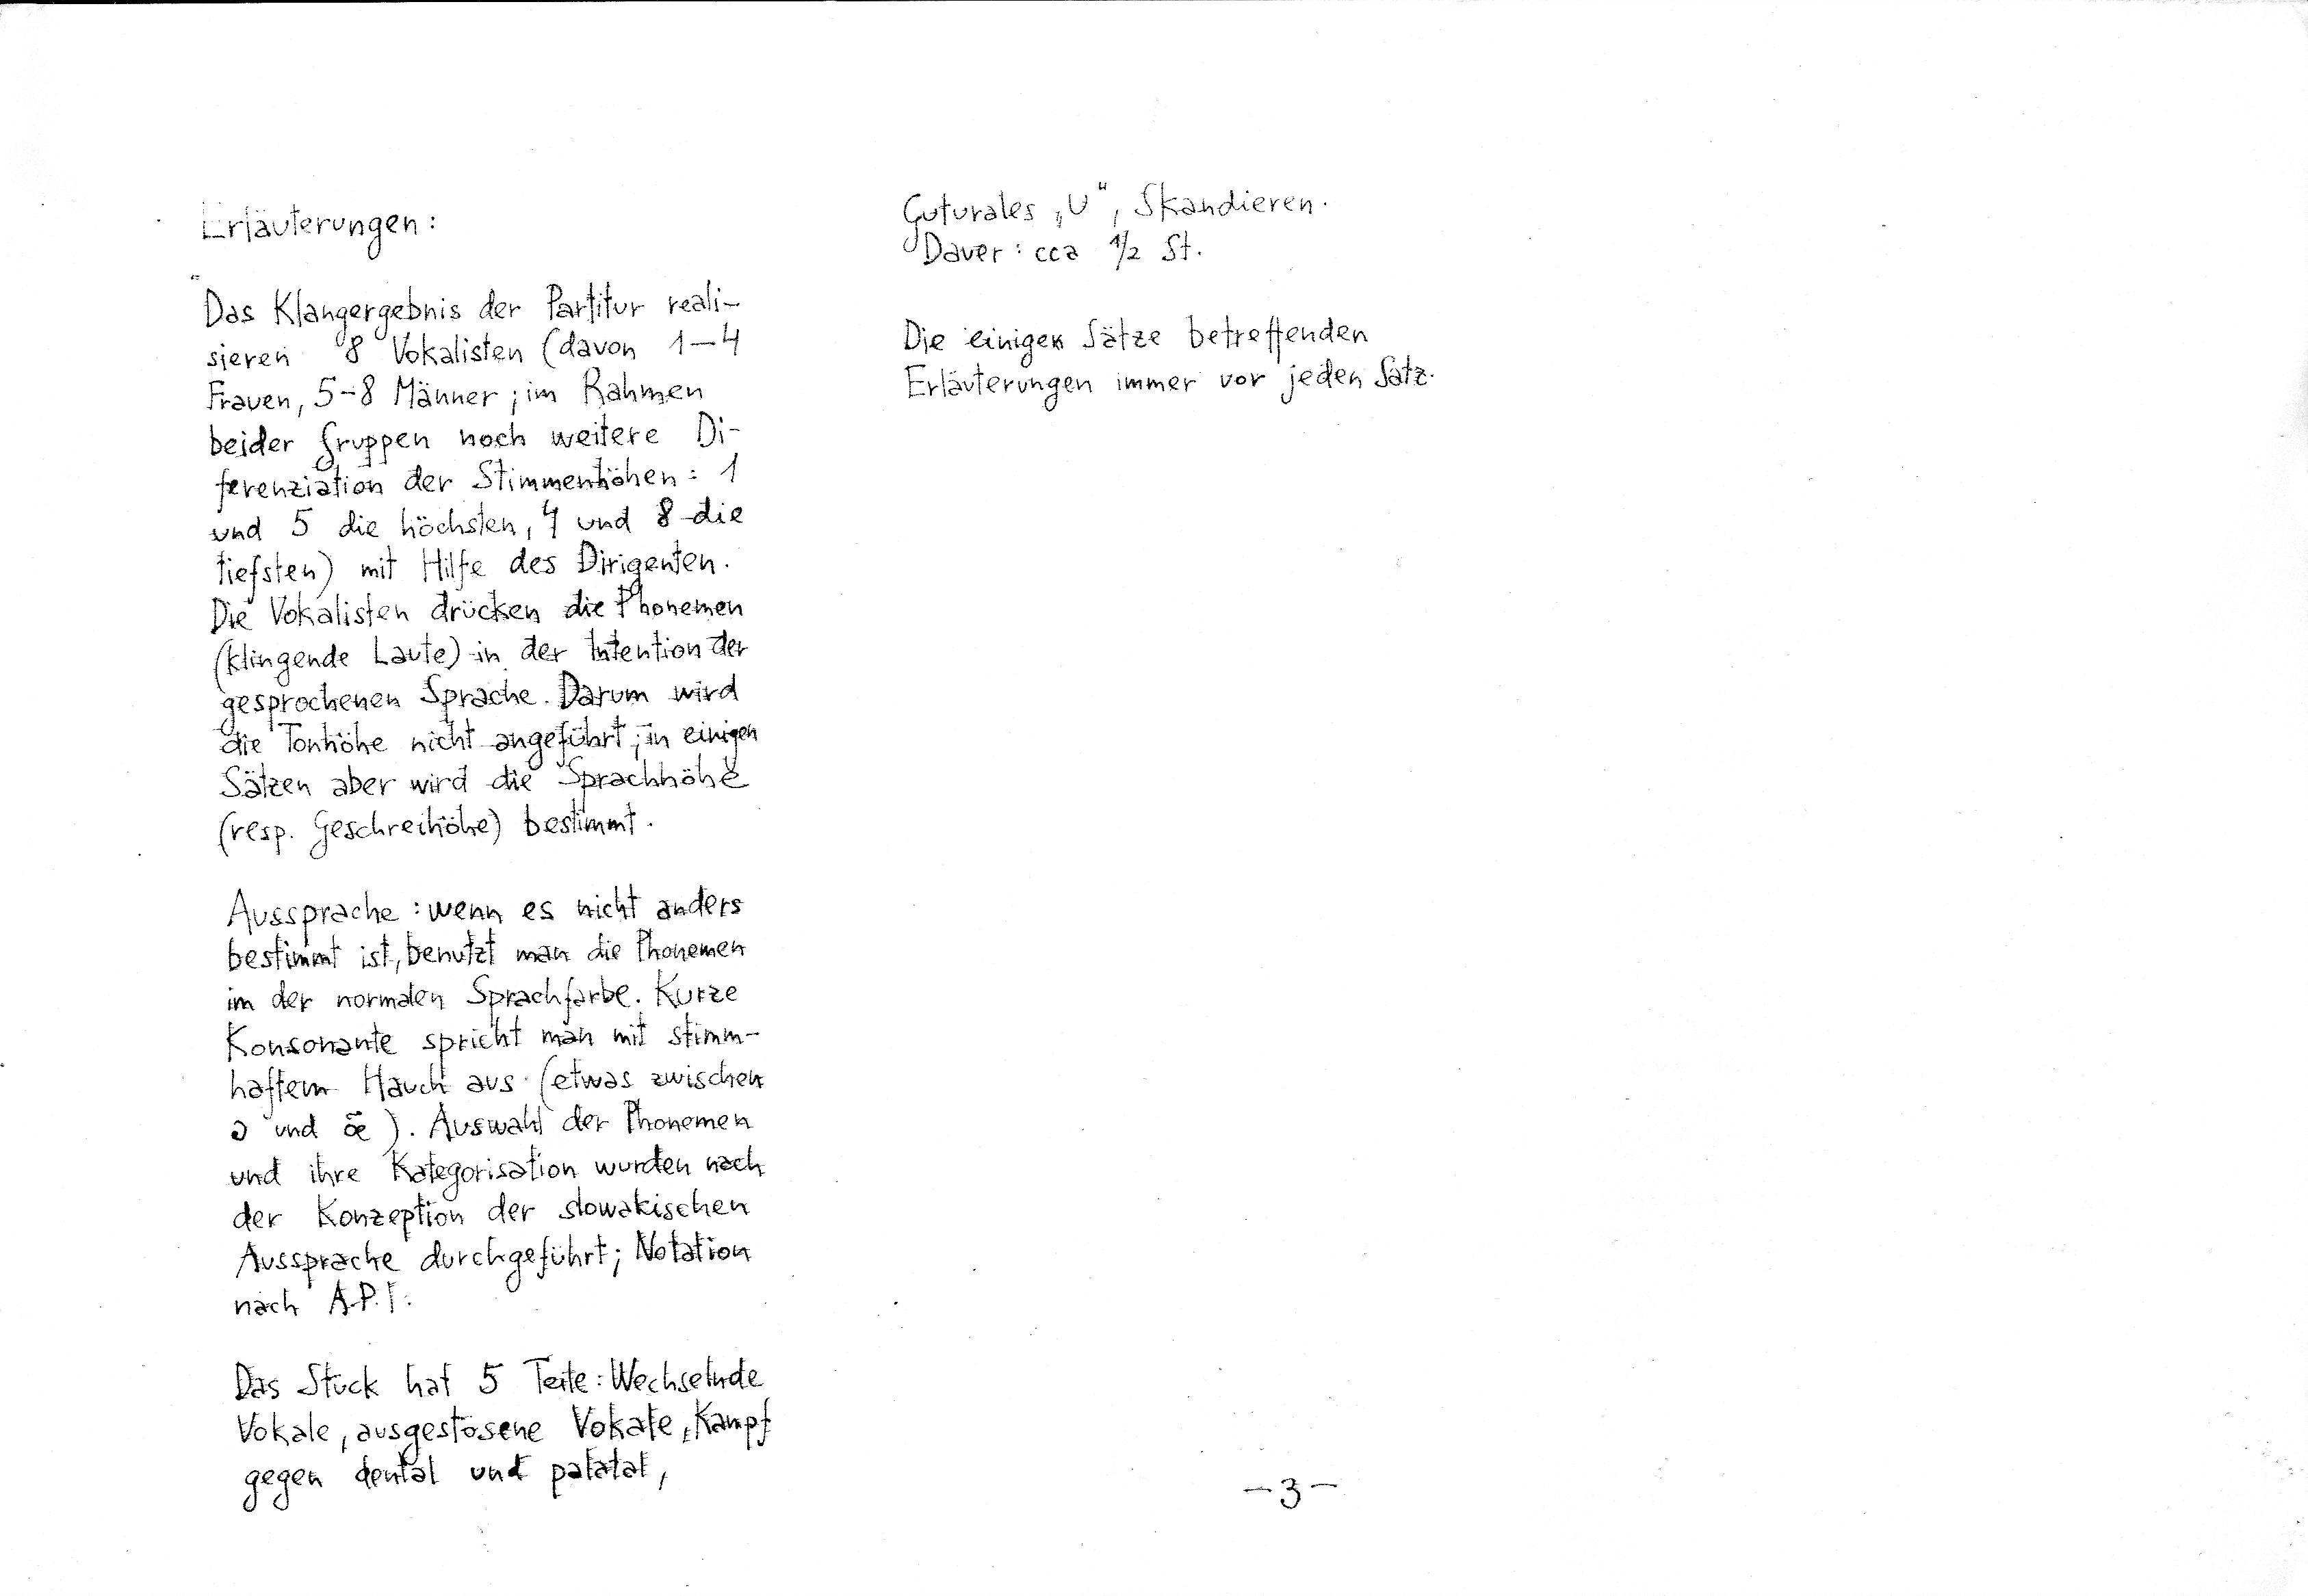 Erläuterungen:
Das Klangergebnis der Partitur reali-
sieren 8 Vokalisten (davon 1–4
Frauen, 5–8 Männer; im Rahmen
beider Gruppen noch weitere Di-
ferenziation der Stimmenhöhen: 1
und 5 die höchsten, 4 und 8 die
tiefsten) mit Hilfe des Dirigenten.
Die Vokalisten drücken die Phonemen
(klingende Laute) in der Intention der
gesprochenen Sprache. Darum wird
die Tonhöhe nicht angeführt; in einigen
Sätzen aber wird die Sprachhöhe
(resp. Geschreihöhe) bestimmt.
Aussprache: wenn es nicht anders
bestimmt ist, benutzt man die Phonemen
im der normalen Sprachfarbe. Kurze
Konsonante spricht man mit stimm-
haftem Hauch aus (etwas zwischen
ə und œ̃). Auswahl der Phonemen
und ihre Kategorisation wurden nach
der Konzeption der slowakischen
Aussprache durchgeführt; Notation
nach A.P.I.
Das Stück hat 5 Teile: Wechselnde
Vokale, ausgestosene Vokale, Kampf
gegen dental und palatal,
Guturales „U“, Skandieren.
Dauer: cca 1/2 St.
Die einigen Sätze betreffenden
Erläuterungen immer vor jeden Satz.
–3–